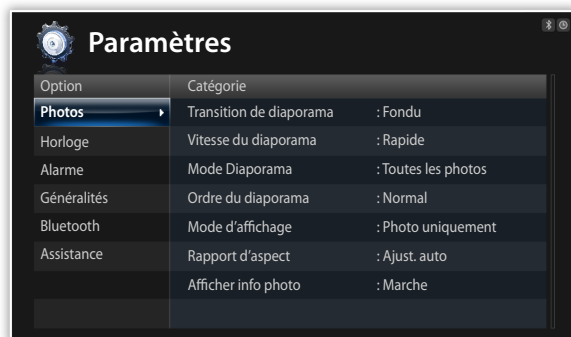 Paramètres
Option Catégorie
Photos Transition de diaporama : Fondu
Horloge Vitesse du diaporama : Rapide
Alarme Mode Diaporama : Toutes les photos
Généralités Ordre du diaporama : Normal
Bluetooth Mode d’affichage : Photo uniquement
Assistance Rapport d’aspect : Ajust. auto
Afficher info photo : Marche